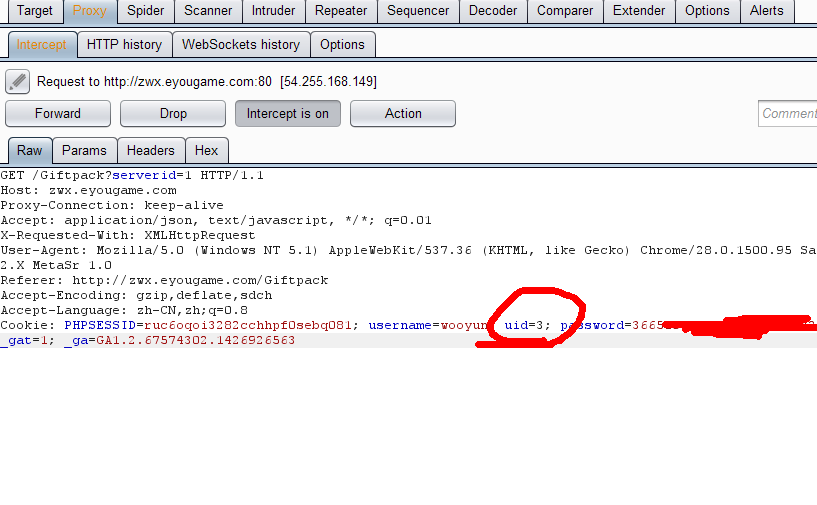 Target Proxy Spider Scanner Intruder Repeater Sequencer Decoder Comparer Extender Options Alerts
Intercept HTTP history WebSockets history Options
Request to http://zwx.eyougame.com:80 [54.255.168.149]
Forward Drop Intercept is on Action Comment
Raw Params Headers Hex
GET /Giftpack?serverid=1 HTTP/1.1
Host: zwx.eyougame.com
Proxy-Connection: keep-alive
Accept: application/json, text/javascript, */*; q=0.01
X-Requested-With: XMLHttpRequest
User-Agent: Mozilla/5.0 (Windows NT 5.1) AppleWebKit/537.36 (KHTML, like Gecko) Chrome/28.0.1500.95 Sa
2.X MetaSr 1.0
Referer: http://zwx.eyougame.com/Giftpack
Accept-Encoding: gzip,deflate,sdch
Accept-Language: zh-CN,zh;q=0.8
Cookie: PHPSESSID=ruc6oqoi3282cchhpf0sebq081; username=wooyun uid=3; password=3665
_gat=1; _ga=GA1.2.67574302.1426926563